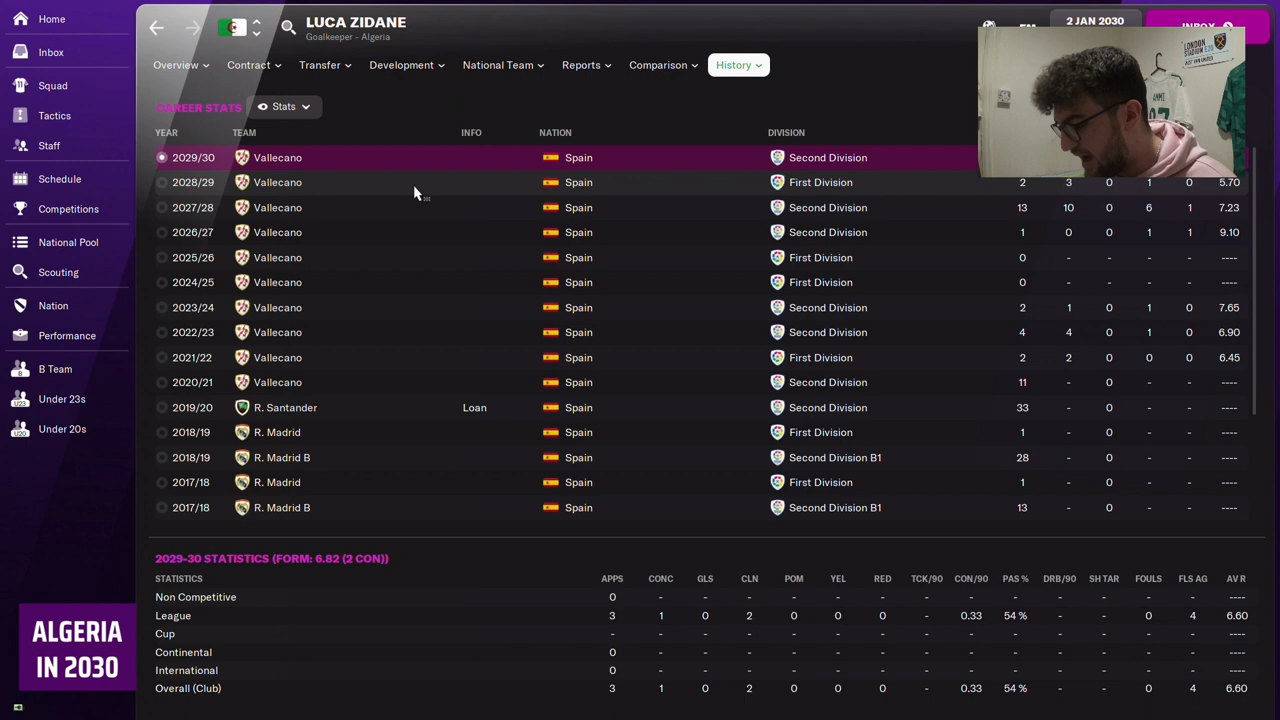 Home
Inbox
Squad
Tactics
Staff
Schedule
Competitions
National Pool
Scouting
Nation
Performance
B Team
Under 23s
Under 20s
ALGERIA
IN 2030
LUCA ZIDANE
Goalkeeper - Algeria
FM
2 JAN 2030
INBOX
LONDON
STADIUM E20
Overview Contract Transfer Development National Team Reports Comparison History
CAREER STATS Stats
YEAR TEAM INFO NATION DIVISION
2029/30 Vallecano Spain Second Division
2028/29 Vallecano Spain First Division 2 3 0 1 0 5.70
2027/28 Vallecano Spain Second Division 13 10 0 6 1 7.23
2026/27 Vallecano Spain Second Division 1 0 0 1 1 9.10
2025/26 Vallecano Spain First Division 0 - - - - ----
2024/25 Vallecano Spain First Division 0 - - - - ----
2023/24 Vallecano Spain Second Division 2 1 0 1 0 7.65
2022/23 Vallecano Spain Second Division 4 4 0 1 0 6.90
2021/22 Vallecano Spain First Division 2 2 0 0 0 6.45
2020/21 Vallecano Spain Second Division 11 - 0 - - ----
2019/20 R. Santander Loan Spain Second Division 33 - 0 - - ----
2018/19 R. Madrid Spain First Division 1 - 0 - - ----
2018/19 R. Madrid B Spain Second Division B1 28 - 0 - - ----
2017/18 R. Madrid Spain First Division 1 - 0 - - ----
2017/18 R. Madrid B Spain Second Division B1 13 - 0 - - ----
2029-30 STATISTICS (FORM: 6.82 (2 CON))
STATISTICS APPS CONC GLS CLN POM YEL RED TCK/90 CON/90 PAS % DRB/90 SH TAR FOULS FLS AG AV R
Non Competitive 0 - - - - - - - - - - - - - ----
League 3 1 0 2 0 0 0 - 0.33 54 % - - 0 4 6.60
Cup - - - - - - - - - - - - - - ----
Continental 0 - - - - - - - - - - - - - ----
International 0 - - - - - - - - - - - - - ----
Overall (Club) 3 1 0 2 0 0 0 - 0.33 54 % - - 0 4 6.60